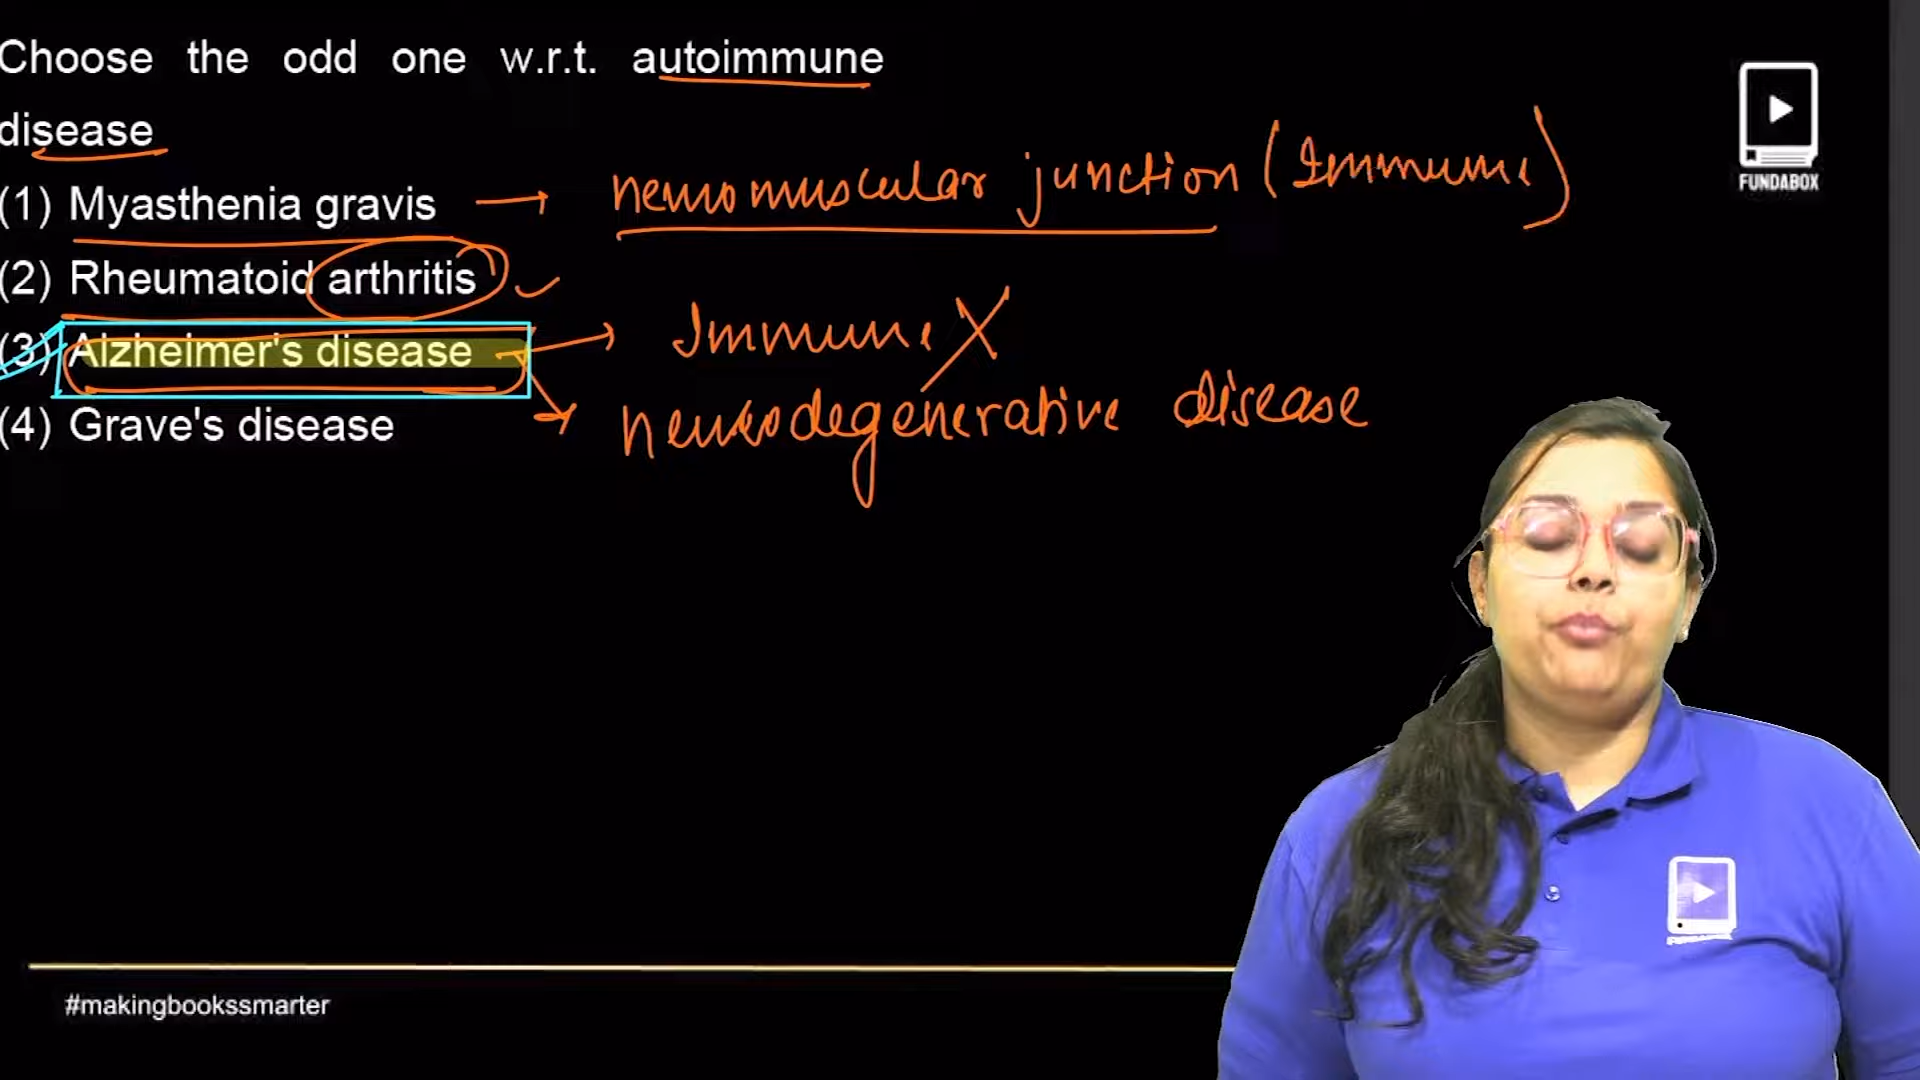 Choose the odd one w.r.t. autoimmune
disease
(1) Myasthenia gravis → neuromuscular junction (Immune)
FUNDABOX
(2) Rheumatoid arthritis
(3) Alzheimer's disease → Immune X
neurodegenerative disease
(4) Grave's disease
FUNDABOX
#makingbookssmarter